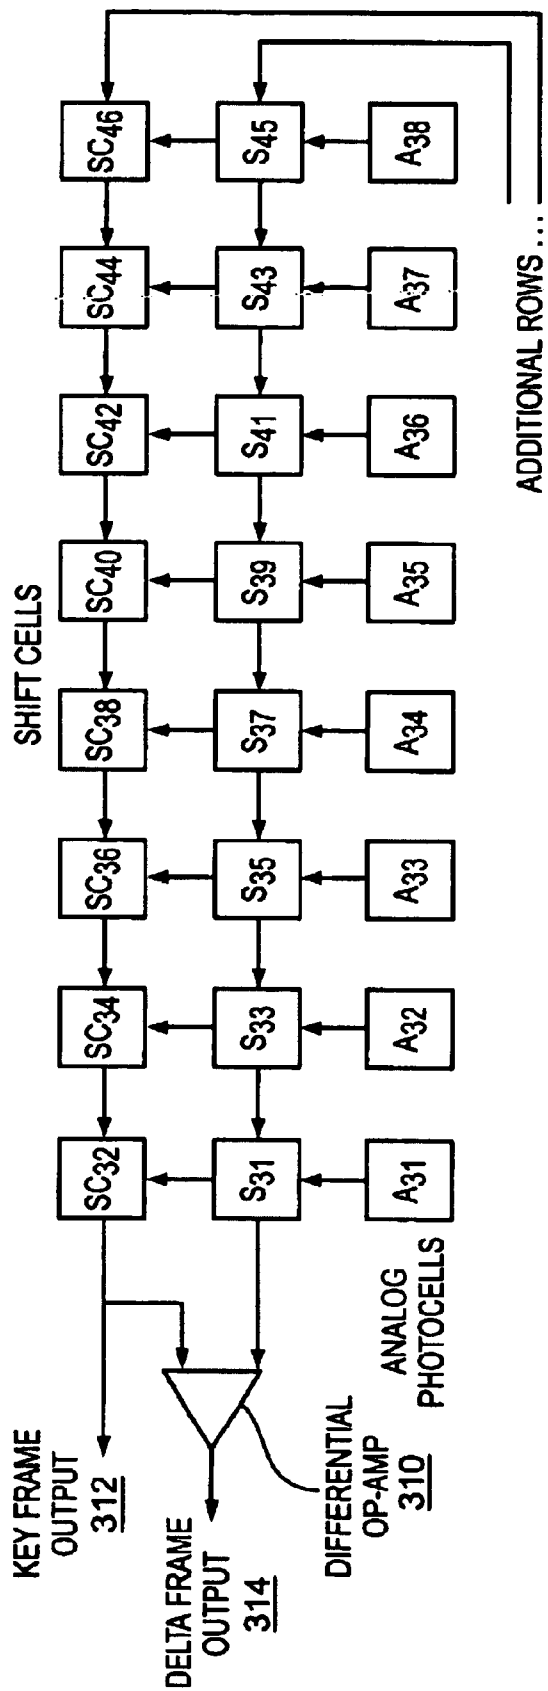 SHIFT CELLS
KEY FRAME
OUTPUT
312
SC32
SC34
SC36
SC38
SC40
SC42
SC44
SC46
DELTA FRAME
OUTPUT
314
S31
S33
S35
S37
S39
S41
S43
S45
DIFFERENTIAL
OP-AMP
310
ANALOG
PHOTOCELLS
A31
A32
A33
A34
A35
A36
A37
A38
ADDITIONAL ROWS...